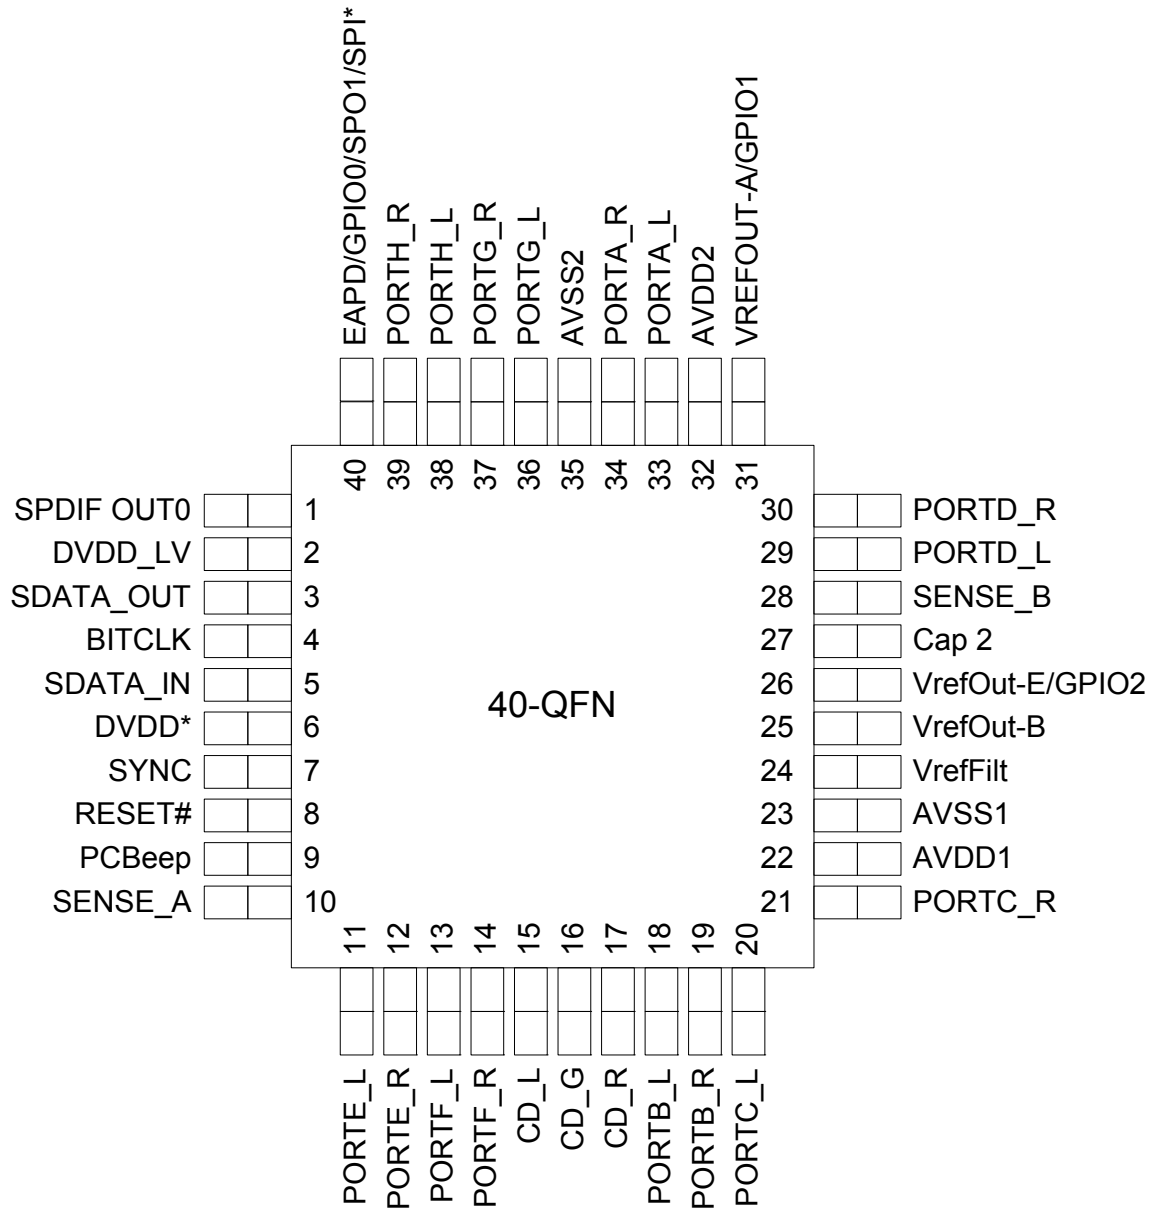 EAPD/GPIO0/SPO1/SPI*
PORTH_R
PORTH_L
PORTG_R
PORTG_L
AVSS2
PORTA_R
PORTA_L
AVDD2
VREFOUT-A/GPIO1
40
39
38
37
36
35
34
33
32
31
SPDIF OUT0 1
DVDD_LV 2
SDATA_OUT 3
BITCLK 4
SDATA_IN 5
DVDD* 6
SYNC 7
RESET# 8
PCBeep 9
SENSE_A 10
40-QFN
30 PORTD_R
29 PORTD_L
28 SENSE_B
27 Cap 2
26 VrefOut-E/GPIO2
25 VrefOut-B
24 VrefFilt
23 AVSS1
22 AVDD1
21 PORTC_R
11
12
13
14
15
16
17
18
19
20
PORTE_L
PORTE_R
PORTF_L
PORTF_R
CD_L
CD_G
CD_R
PORTB_L
PORTB_R
PORTC_L